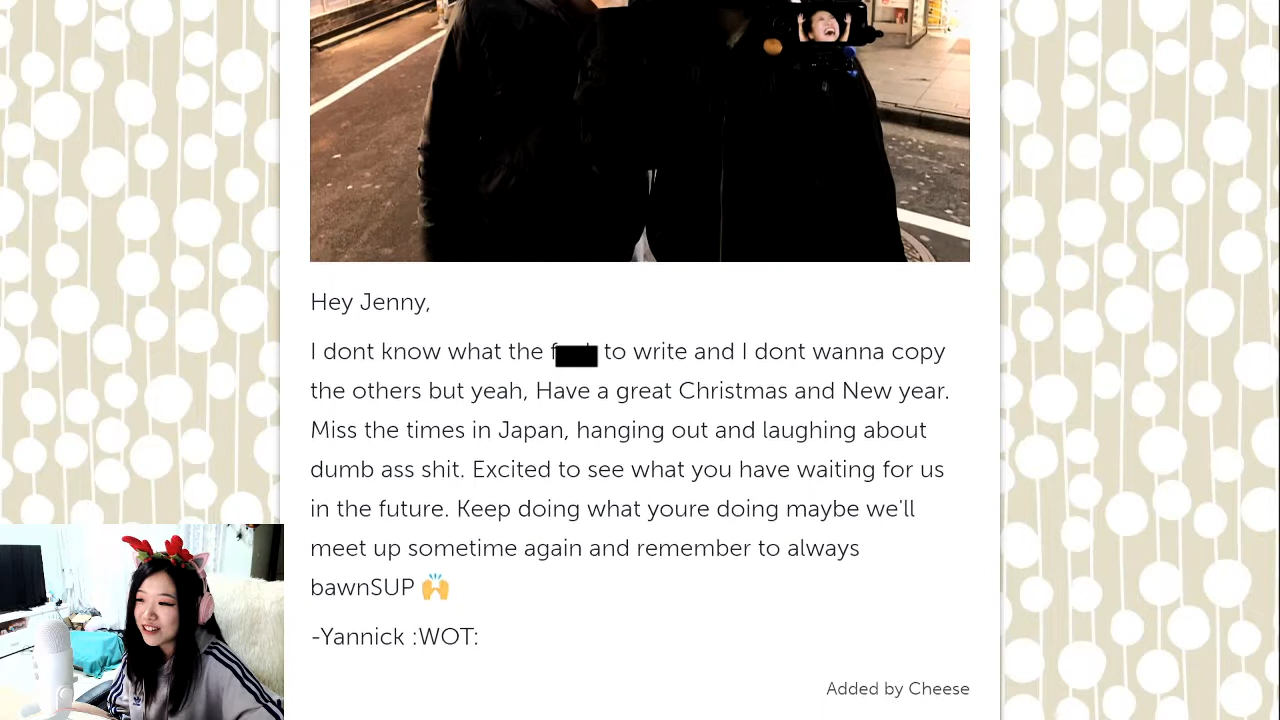 Hey Jenny,
I dont know what the to write and I dont wanna copy
the others but yeah, Have a great Christmas and New year.
Miss the times in Japan, hanging out and laughing about
dumb ass shit. Excited to see what you have waiting for us
in the future. Keep doing what youre doing maybe we'll
meet up sometime again and remember to always
bawnSUP 🙌
-Yannick :WOT:
Added by Cheese